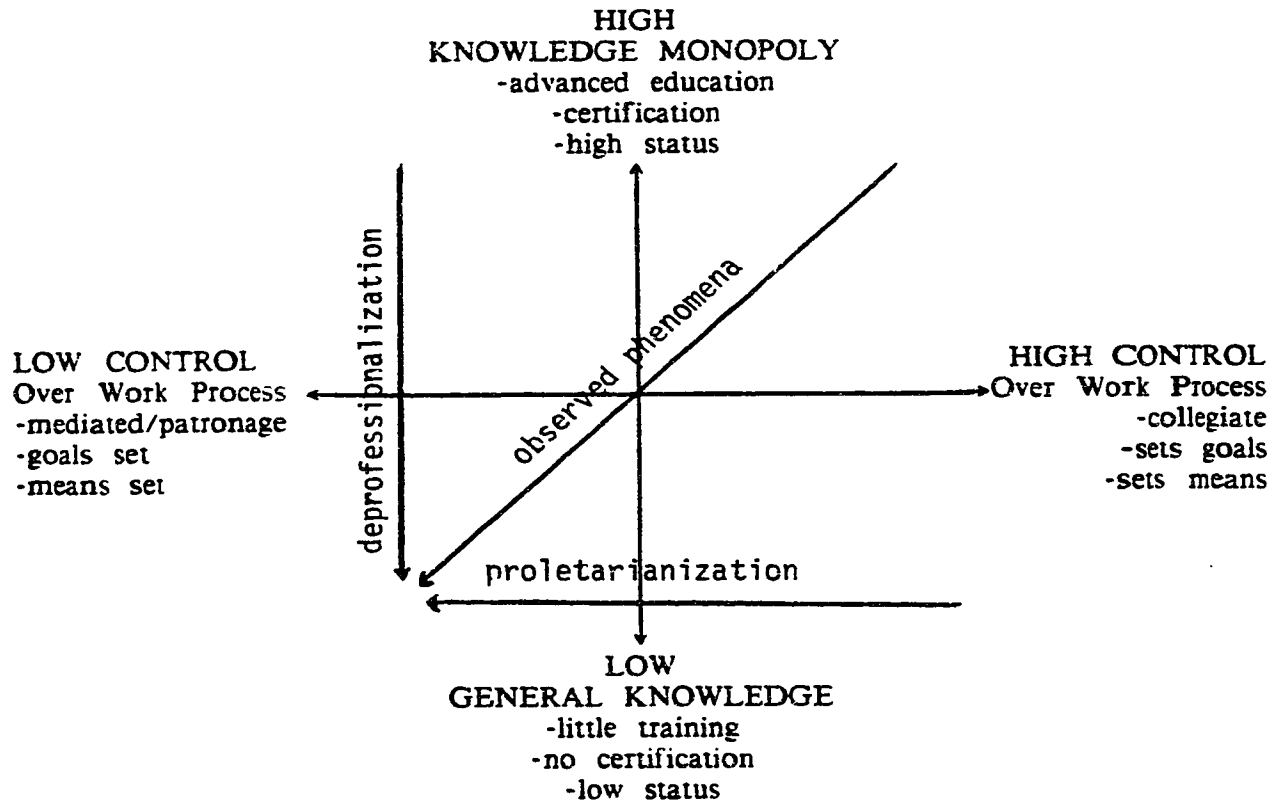 HIGH
KNOWLEDGE MONOPOLY
-advanced education
-certification
-high status
deprofessionalization
observed phenomena
LOW CONTROL
Over Work Process
-mediated/patronage
-goals set
-means set
HIGH CONTROL
Over Work Process
-collegiate
-sets goals
-sets means
proletarianization
LOW
GENERAL KNOWLEDGE
-little training
-no certification
-low status